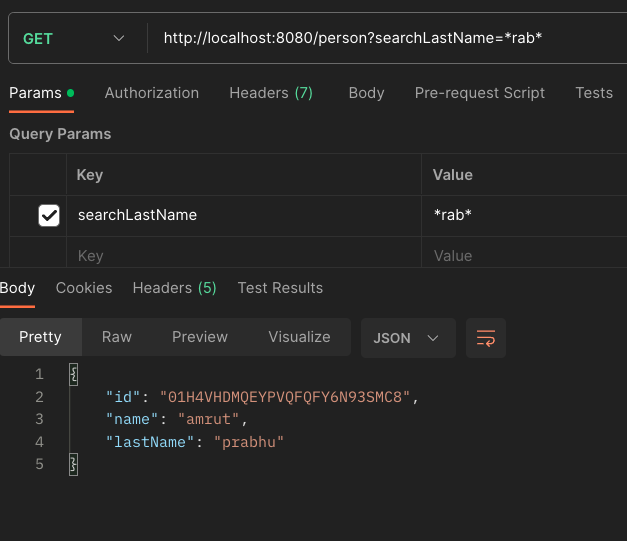 GET http://localhost:8080/person?searchLastName=*rab*
Params Authorization Headers (7) Body Pre-request Script Tests
Query Params
Key Value
searchLastName *rab*
Key Value
Body Cookies Headers (5) Test Results
Pretty Raw Preview Visualize JSON
1 {
2 "id": "01H4VHDMQEYPVQFQFY6N93SMC8",
3 "name": "amrut",
4 "lastName": "prabhu"
5 }